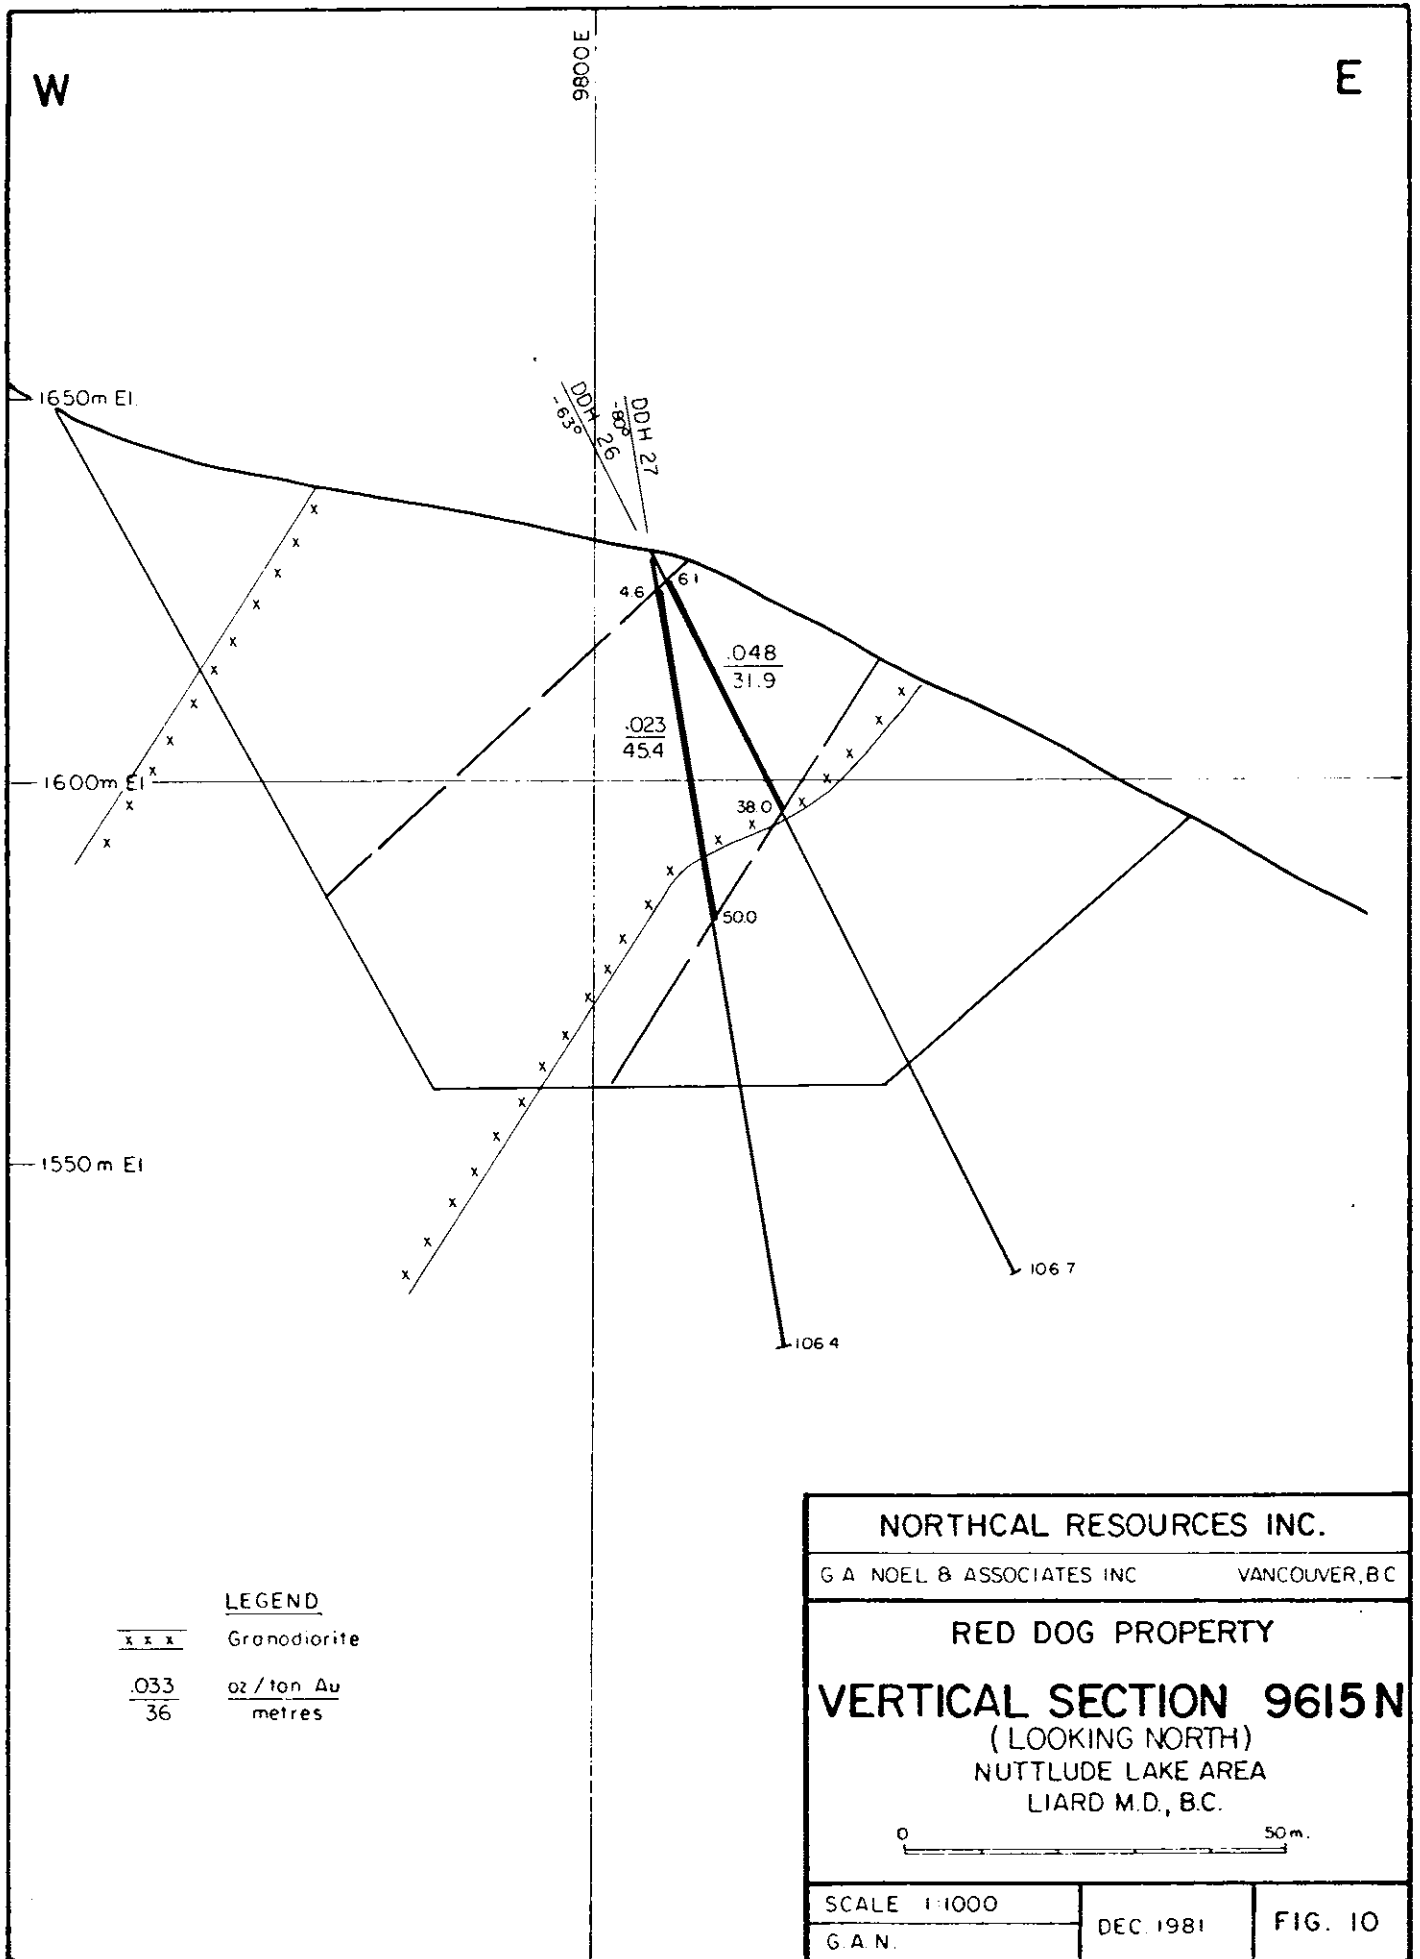 W
E
9800E
1650m El.
DDH 26
-63°
DDH 27
-80°
4.6
6.1
.048
31.9
.023
45.4
1600m El
38.0
50.0
1550m El
106.7
106.4
LEGEND
x x x Granodiorite
.033 oz/ton Au
36 metres
NORTHCAL RESOURCES INC.
G.A. NOEL & ASSOCIATES INC VANCOUVER, B.C
RED DOG PROPERTY
VERTICAL SECTION 9615N
(LOOKING NORTH)
NUTTLUDE LAKE AREA
LIARD M.D., B.C.
0 50m.
SCALE 1:1000
G.A.N.
DEC. 1981
FIG. 10